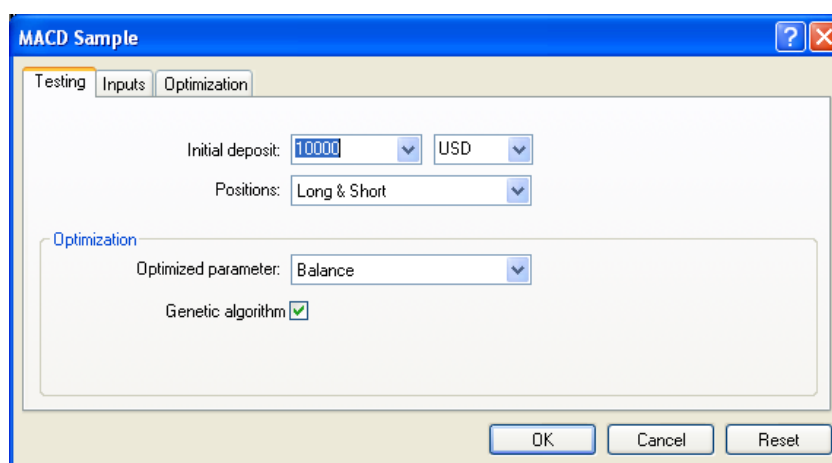 MACD Sample
Testing Inputs Optimization
Initial deposit: 10000 USD
Positions: Long & Short
Optimization
Optimized parameter: Balance
Genetic algorithm
OK Cancel Reset